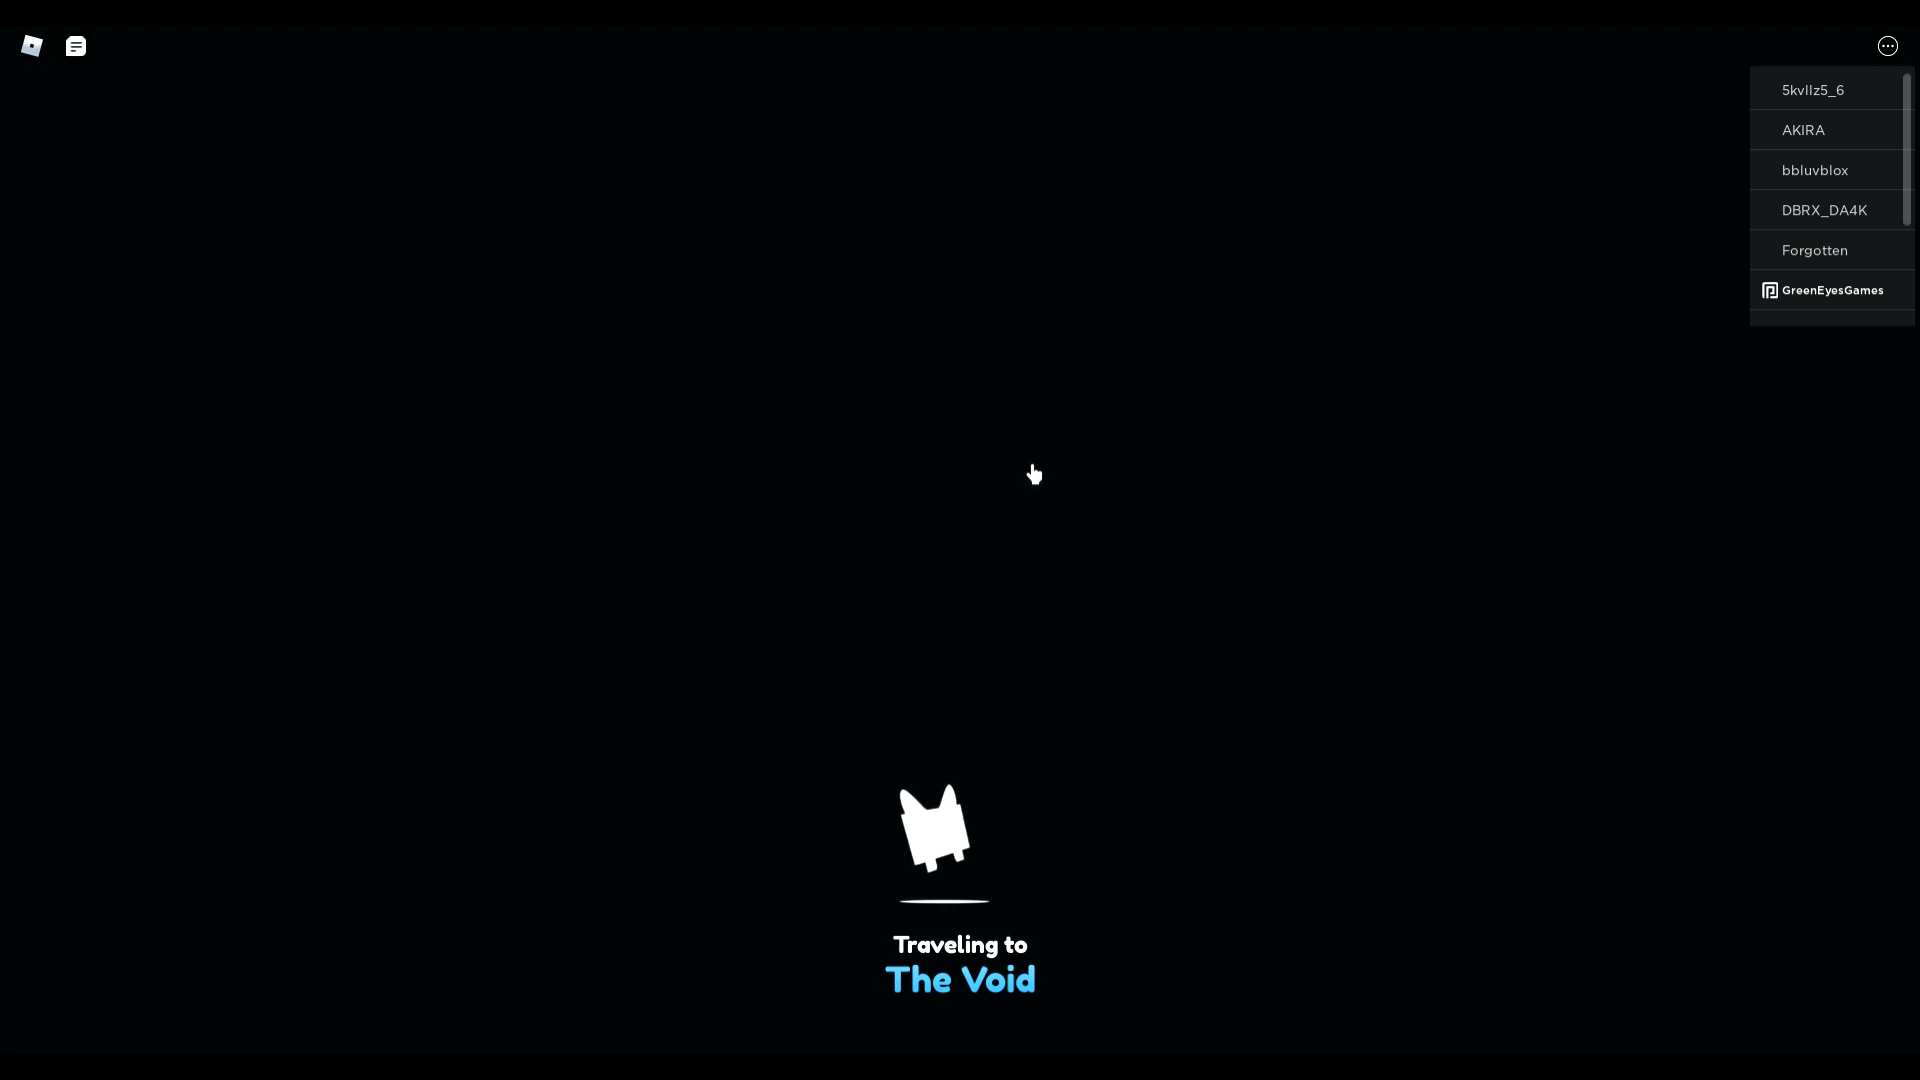 5kvllz5_6
AKIRA
bbluvblox
DBRX_DA4K
Forgotten
GreenEyesGames
Traveling to
The Void